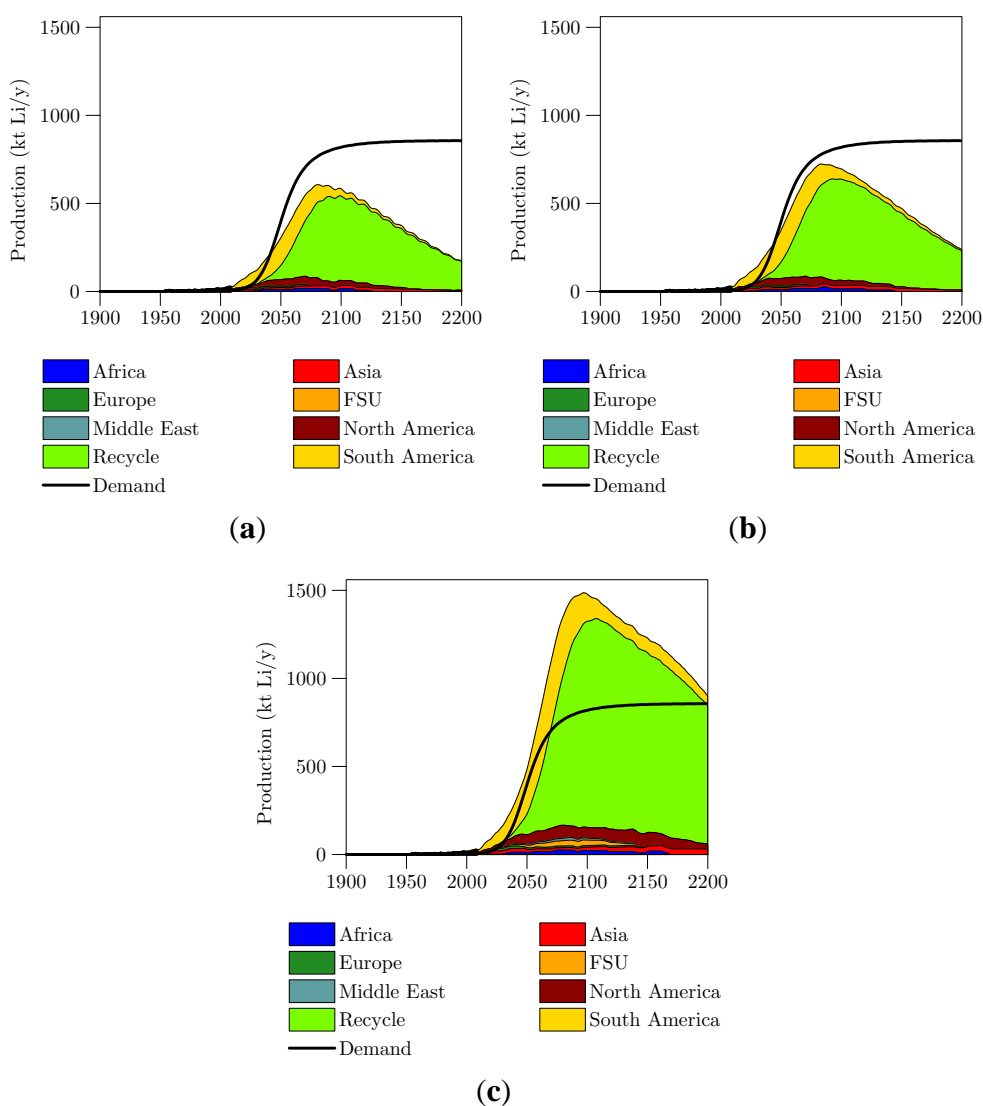 Production (kt Li/y)
1500
1000
500
0
1900 1950 2000 2050 2100 2150 2200
Africa Asia
Europe FSU
Middle East North America
Recycle South America
Demand
(a)
Production (kt Li/y)
1500
1000
500
0
1900 1950 2000 2050 2100 2150 2200
Africa Asia
Europe FSU
Middle East North America
Recycle South America
Demand
(b)
Production (kt Li/y)
1500
1000
500
0
1900 1950 2000 2050 2100 2150 2200
Africa Asia
Europe FSU
Middle East North America
Recycle South America
Demand
(c)